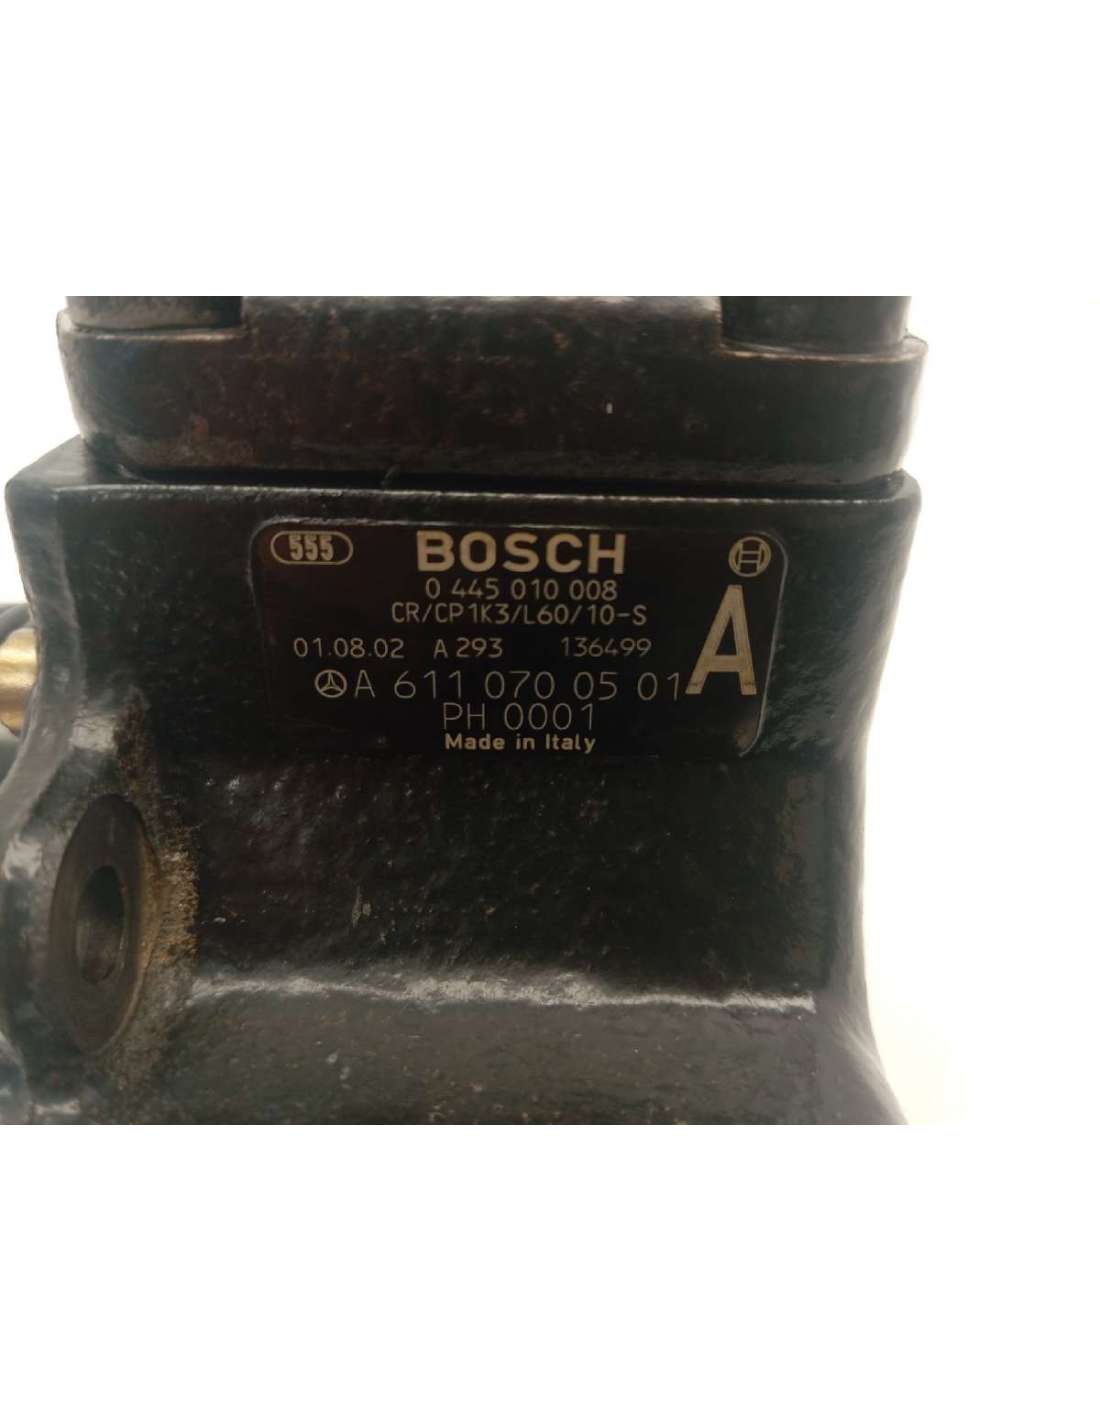 555 BOSCH
0 445 010 008
CR/CP1K3/L60/10-S
01.08.02 A 293 136499
A
A 611 070 05 01
PH 0001
Made in Italy